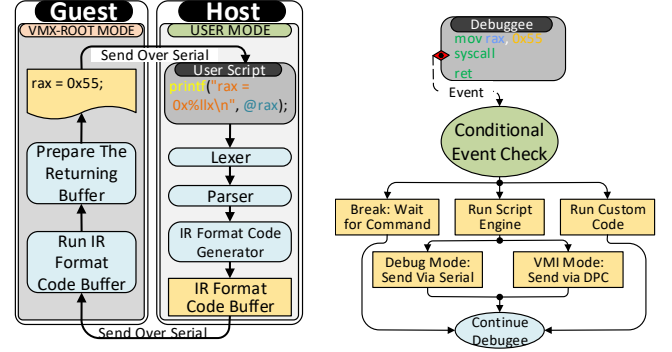 Guest
VMX-ROOT MODE
Host
USER MODE
Send Over Serial
rax = 0x55;
Prepare The
Returning
Buffer
Run IR
Format
Code Buffer
User Script
printf("rax =
0x%llx\n", @rax);
Lexer
Parser
IR Format Code
Generator
IR Format
Code Buffer
Send Over Serial
Debuggee
mov rax, 0x55
syscall
ret
Event
Conditional
Event Check
Break: Wait
for Command
Run Script
Engine
Run Custom
Code
Debug Mode:
Send Via Serial
VMI Mode:
Send via DPC
Continue
Debugee